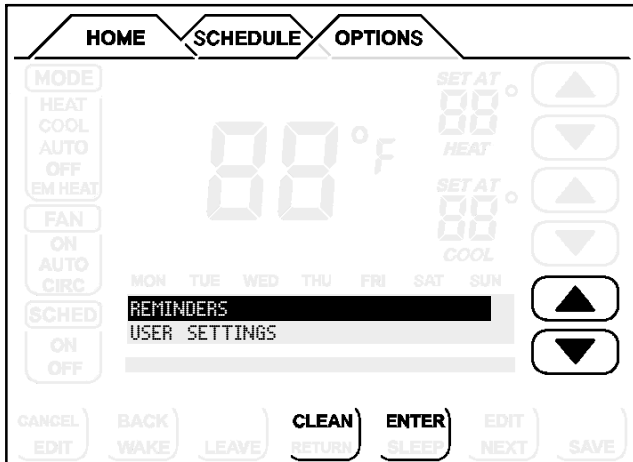 HOME SCHEDULE OPTIONS
MODE
HEAT
COOL
AUTO
OFF
EM HEAT
FAN
ON
AUTO
CIRC
SCHED
ON
OFF
88°F
SET AT
88°
HEAT
SET AT
88°
COOL
MON TUE WED THU FRI SAT SUN
REMINDERS
USER SETTINGS
CANCEL BACK CLEAN ENTER EDIT
EDIT WAKE LEAVE RETURN SLEEP NEXT SAVE